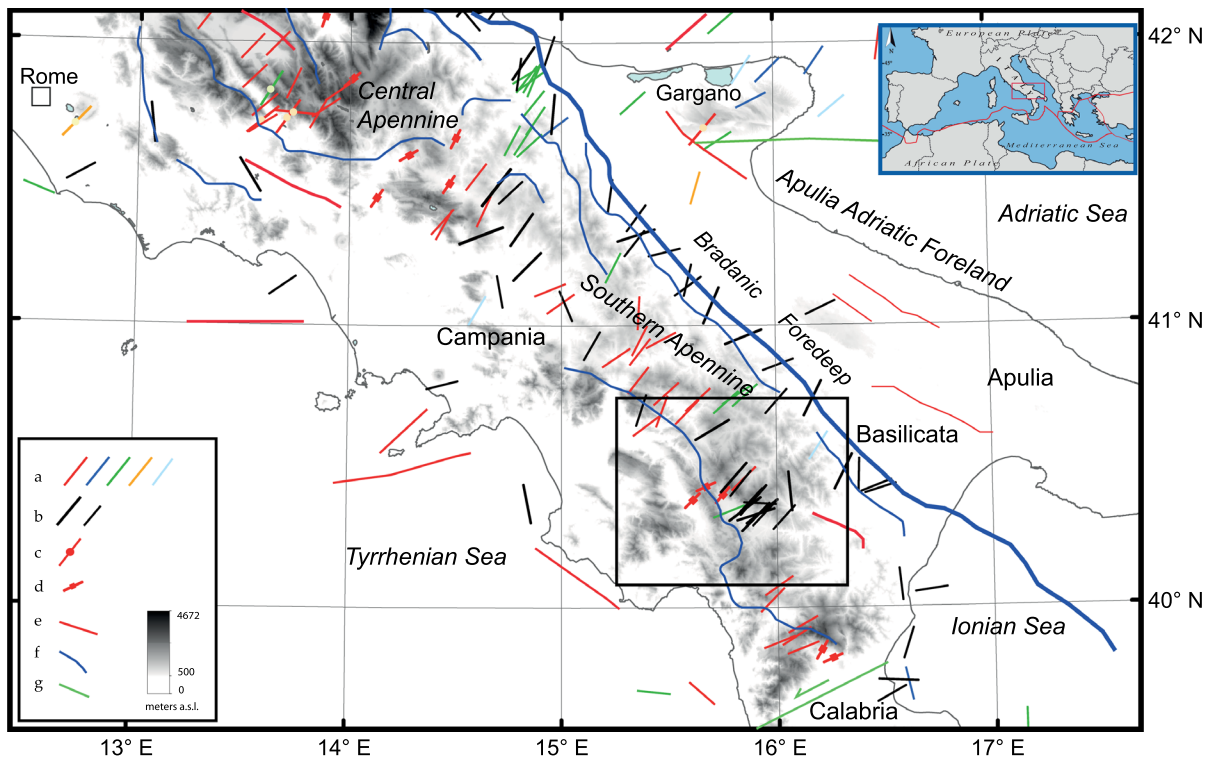 42° N
European Plate
N
45°
35°
Mediterranean Sea
African Plate
Rome
Central
Apennine
Gargano
Apulia Adriatic Foreland
Adriatic Sea
Bradanic
Foredeep
Southern Apennine
41° N
Campania
Apulia
Basilicata
a
b
c
d
e
f
g
4672
500
0
meters a.s.l.
Tyrrhenian Sea
40° N
Ionian Sea
Calabria
13° E
14° E
15° E
16° E
17° E